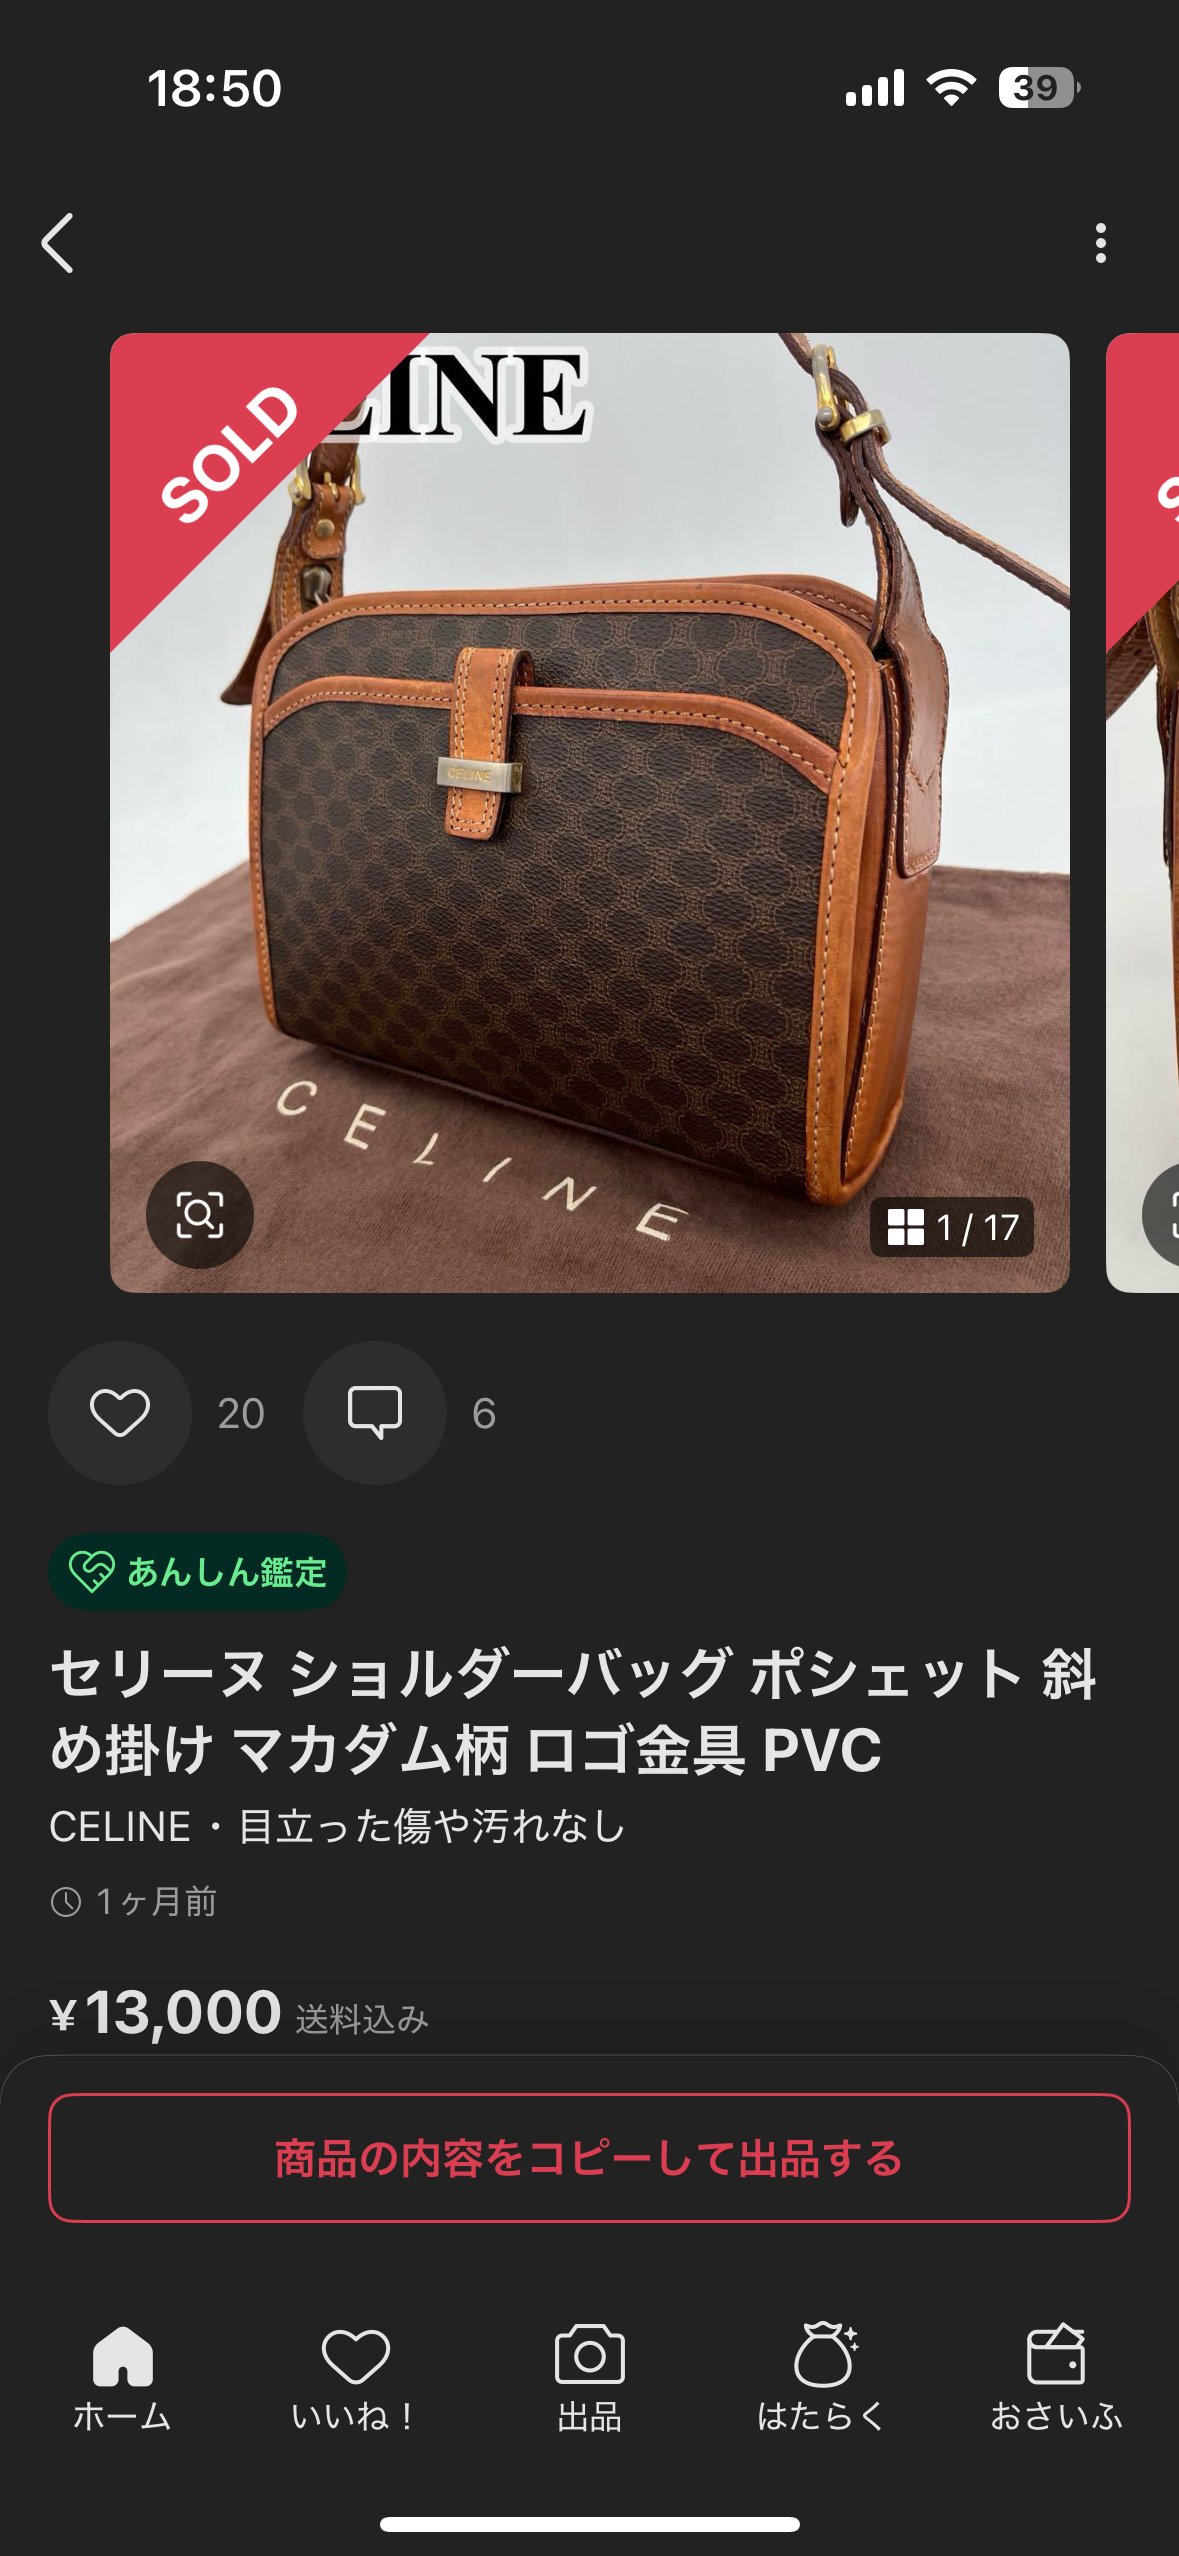 18:50
39
SOLD
LINE
CELINE
CELINE
1 / 17
20
6
あんしん鑑定
セリーヌ ショルダーバッグ ポシェット 斜
め掛け マカダム柄 ロゴ金具 PVC
CELINE・目立った傷や汚れなし
1ヶ月前
¥13,000 送料込み
商品の内容をコピーして出品する
ホーム
いいね！
出品
はたらく
おさいふ